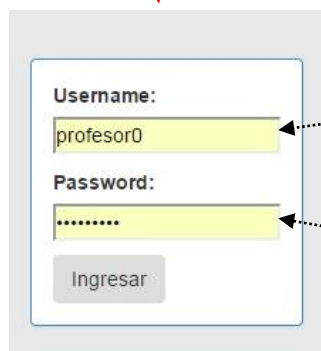 Username:
profesor0
Password:
•••••••••
Ingresar